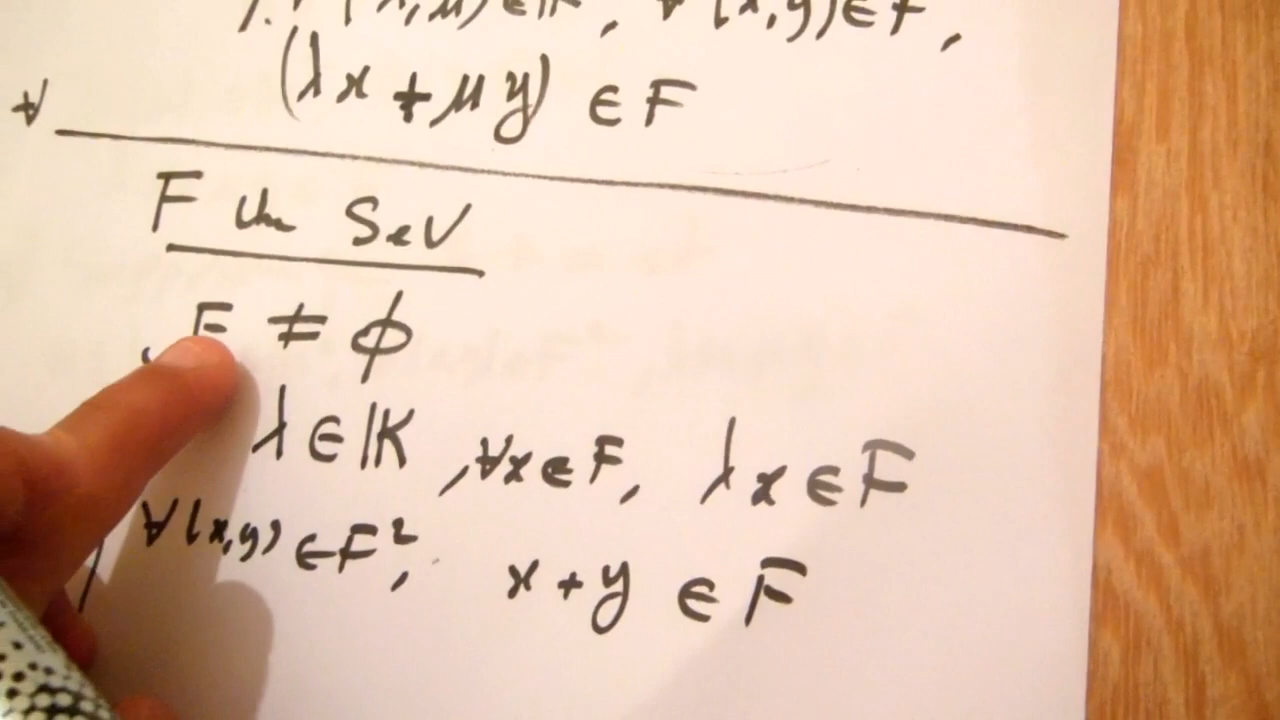 ∀ (λ,μ) ∈ K, ∀ (x,y) ∈ F,
(λx + μy) ∈ F
∀
F un SeV
F ≠ ϕ
λ ∈ K, ∀x ∈ F, λx ∈ F
∀(x,y) ∈ F², x + y ∈ F